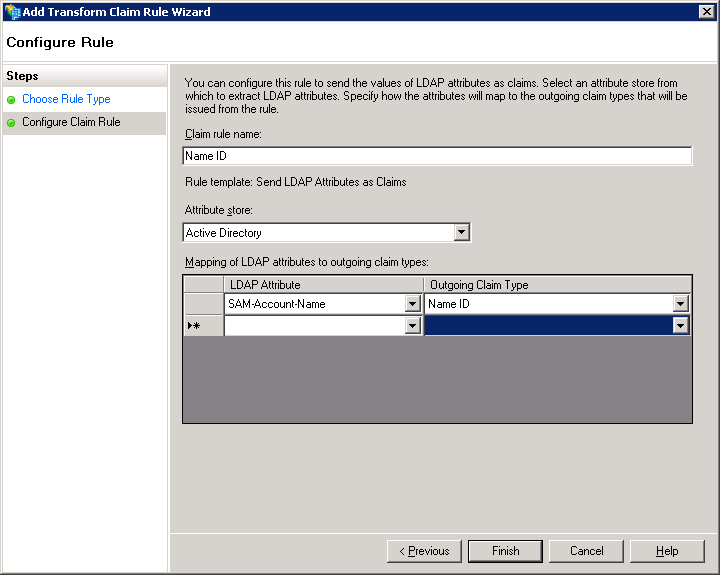 Add Transform Claim Rule Wizard
Configure Rule
Steps
Choose Rule Type
Configure Claim Rule
You can configure this rule to send the values of LDAP attributes as claims. Select an attribute store from
which to extract LDAP attributes. Specify how the attributes will map to the outgoing claim types that will be
issued from the rule.
Claim rule name:
Name ID
Rule template: Send LDAP Attributes as Claims
Attribute store:
Active Directory
Mapping of LDAP attributes to outgoing claim types:
LDAP Attribute Outgoing Claim Type
SAM-Account-Name Name ID
< Previous Finish Cancel Help